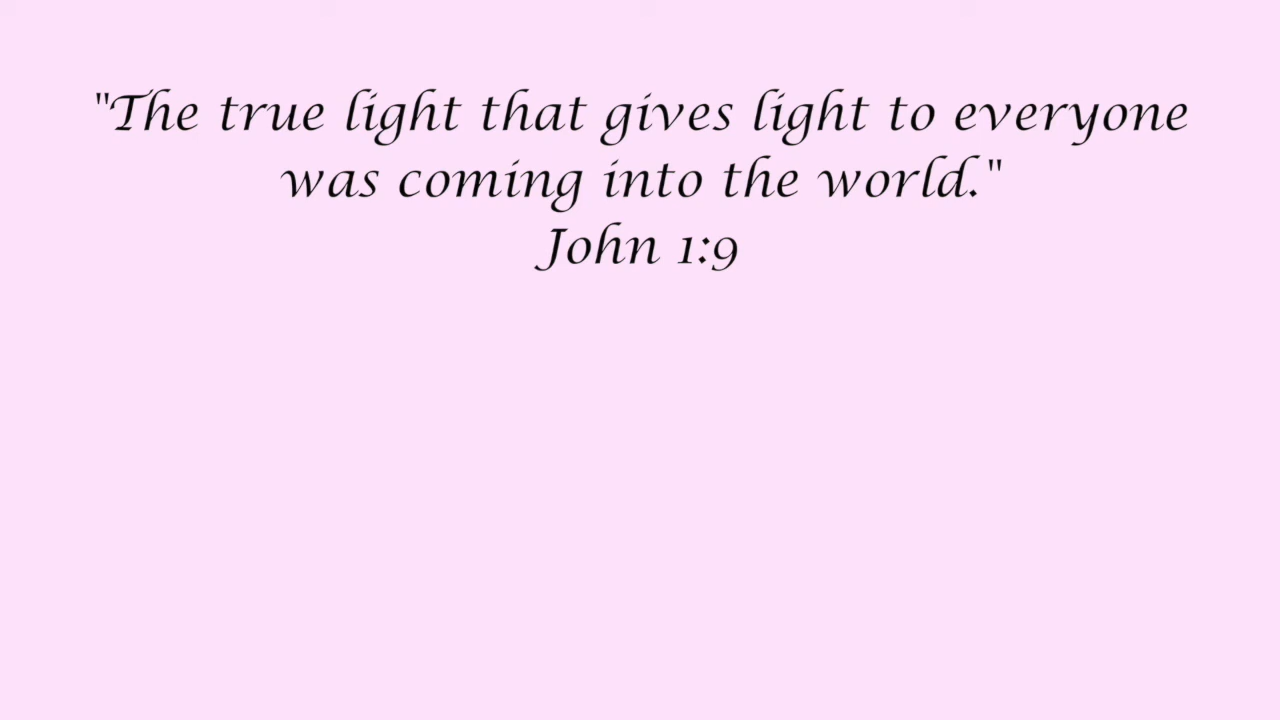 "The true light that gives light to everyone
was coming into the world."
John 1:9